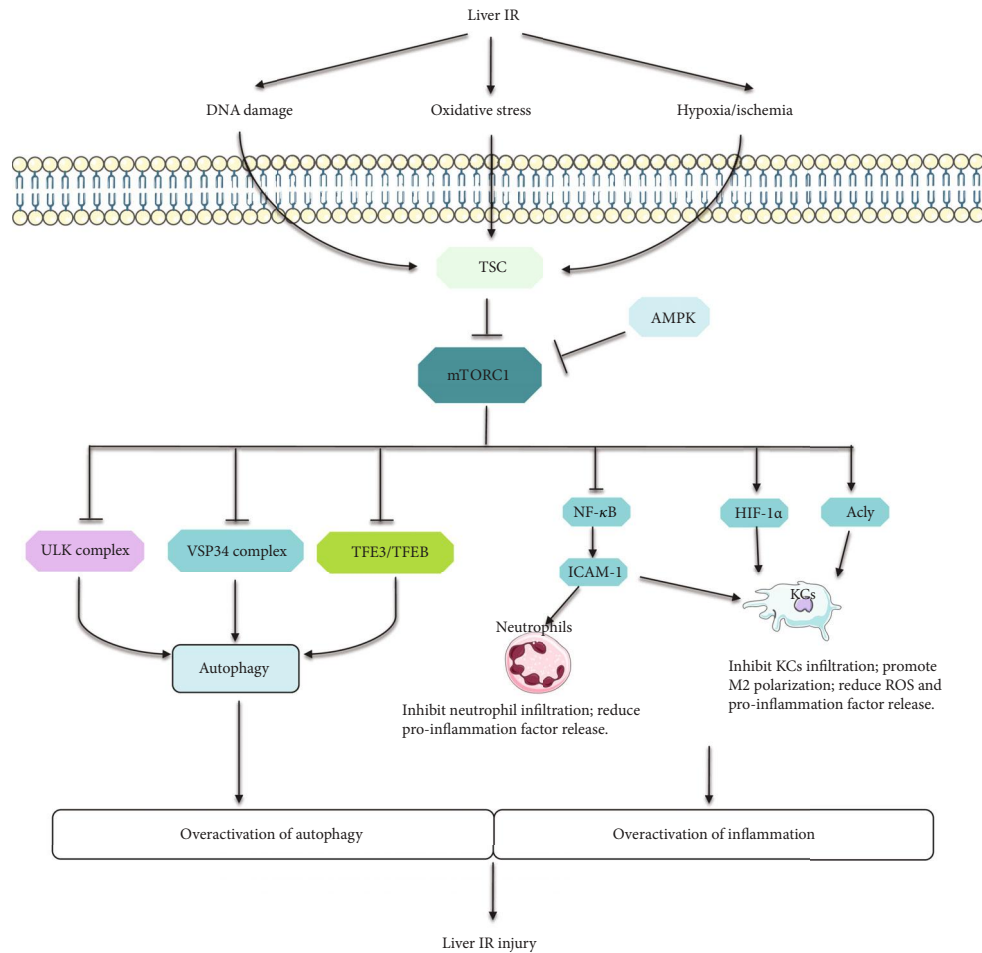 Liver IR
DNA damage
Oxidative stress
Hypoxia/ischemia
TSC
AMPK
mTORC1
NF-κB
HIF-1α
Acly
ULK complex
VSP34 complex
TFE3/TFEB
ICAM-1
KCs
Neutrophils
Autophagy
Inhibit KCs infiltration; promote
M2 polarization; reduce ROS and
pro-inflammation factor release.
Inhibit neutrophil infiltration; reduce
pro-inflammation factor release.
Overactivation of autophagy
Overactivation of inflammation
Liver IR injury